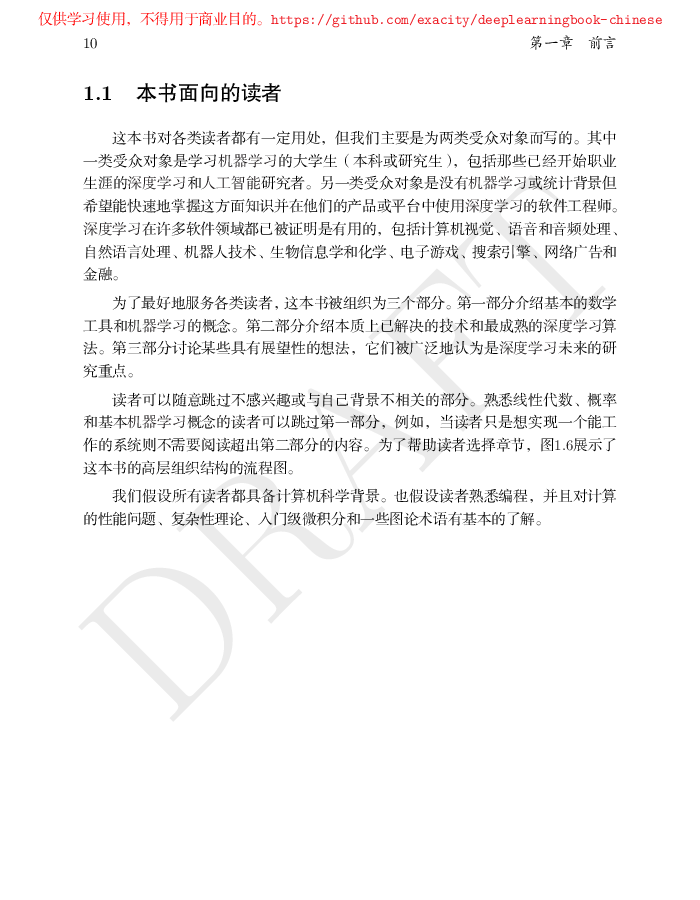 仅供学习使用，不得用于商业目的。https://github.com/exacity/deeplearningbook-chinese
10 第一章 前言
1.1 本书面向的读者
这本书对各类读者都有一定用处，但我们主要是为两类受众对象而写的。其中
一类受众对象是学习机器学习的大学生（本科或研究生），包括那些已经开始职业
生涯的深度学习和人工智能研究者。另一类受众对象是没有机器学习或统计背景但
希望能快速地掌握这方面知识并在他们的产品或平台中使用深度学习的软件工程师。
深度学习在许多软件领域都已被证明是有用的，包括计算机视觉、语音和音频处理、
自然语言处理、机器人技术、生物信息学和化学、电子游戏、搜索引擎、网络广告和
金融。
为了最好地服务各类读者，这本书被组织为三个部分。第一部分介绍基本的数学
工具和机器学习的概念。第二部分介绍本质上已解决的技术和最成熟的深度学习算
法。第三部分讨论某些具有展望性的想法，它们被广泛地认为是深度学习未来的研
究重点。
读者可以随意跳过不感兴趣或与自己背景不相关的部分。熟悉线性代数、概率
和基本机器学习概念的读者可以跳过第一部分，例如，当读者只是想实现一个能工
作的系统则不需要阅读超出第二部分的内容。为了帮助读者选择章节，图1.6展示了
这本书的高层组织结构的流程图。
我们假设所有读者都具备计算机科学背景。也假设读者熟悉编程，并且对计算
的性能问题、复杂性理论、入门级微积分和一些图论术语有基本的了解。
DRAFT